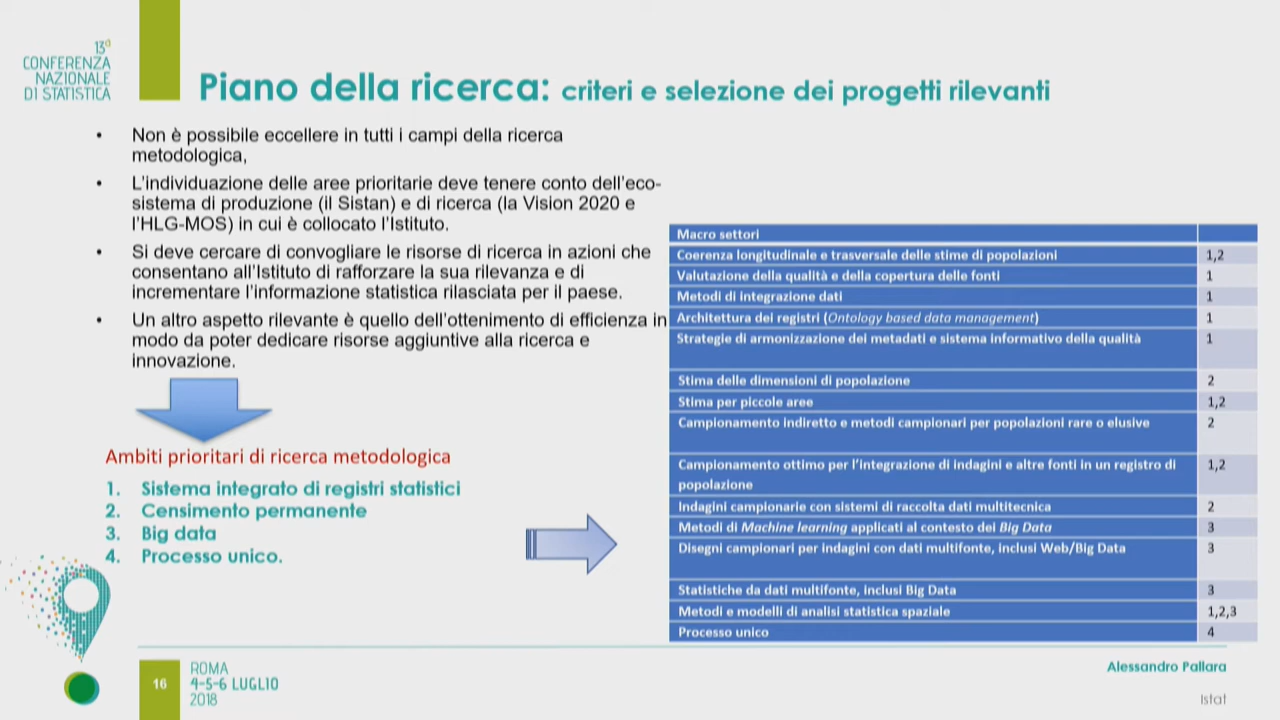 13a
CONFERENZA
NAZIONALE
DI STATISTICA
Piano della ricerca: criteri e selezione dei progetti rilevanti
• Non è possibile eccellere in tutti i campi della ricerca
metodologica,
• L'individuazione delle aree prioritarie deve tenere conto dell'eco-
sistema di produzione (il Sistan) e di ricerca (la Vision 2020 e
l'HLG-MOS) in cui è collocato l'Istituto.
• Si deve cercare di convogliare le risorse di ricerca in azioni che
consentano all'Istituto di rafforzare la sua rilevanza e di
incrementare l'informazione statistica rilasciata per il paese.
• Un altro aspetto rilevante è quello dell'ottenimento di efficienza in
modo da poter dedicare risorse aggiuntive alla ricerca e
innovazione.
Ambiti prioritari di ricerca metodologica
1. Sistema integrato di registri statistici
2. Censimento permanente
3. Big data
4. Processo unico.
Macro settori
Coerenza longitudinale e trasversale delle stime di popolazioni 1,2
Valutazione della qualità e della copertura delle fonti 1
Metodi di integrazione dati 1
Architettura dei registri (Ontology based data management) 1
Strategie di armonizzazione dei metadati e sistema informativo della qualità 1
Stima delle dimensioni di popolazione 2
Stima per piccole aree 1,2
Campionamento indiretto e metodi campionari per popolazioni rare o elusive 2
Campionamento ottimo per l'integrazione di indagini e altre fonti in un registro di 1,2
popolazione
Indagini campionarie con sistemi di raccolta dati multitecnica 2
Metodi di Machine learning applicati al contesto dei Big Data 3
Disegni campionari per indagini con dati multifonte, inclusi Web/Big Data 3
Statistiche da dati multifonte, inclusi Big Data 3
Metodi e modelli di analisi statistica spaziale 1,2,3
Processo unico 4
16
ROMA
4-5-6 LUGLIO
2018
Alessandro Pallara
Istat